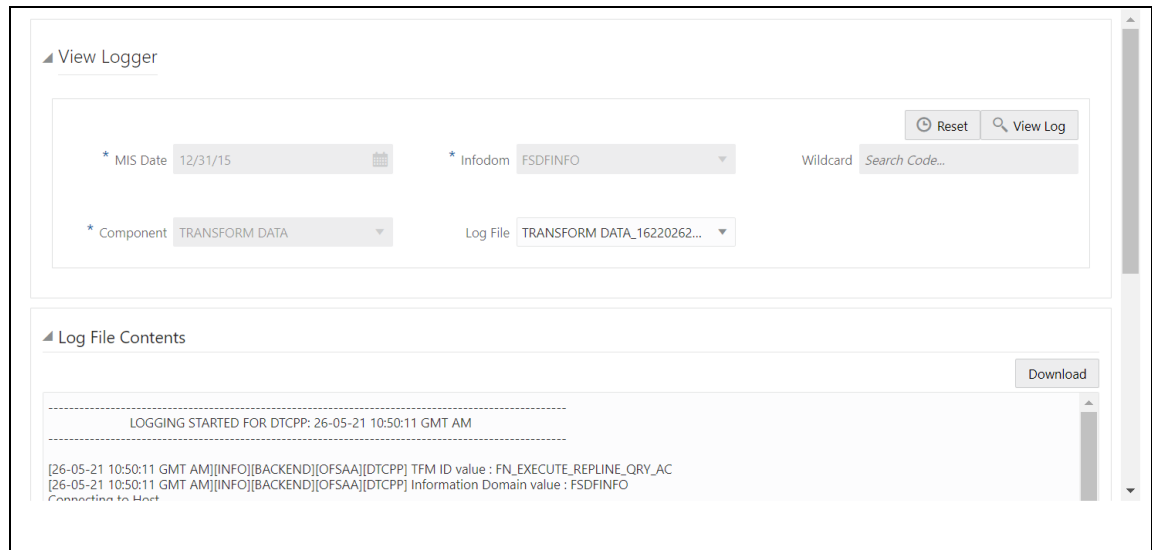 View Logger
Reset View Log
* MIS Date 12/31/15 * Infodom FSDFINFO Wildcard Search Code...
* Component TRANSFORM DATA Log File TRANSFORM DATA_16220262...
Log File Contents
Download
------------------------------------------------------------------------------------------------------
LOGGING STARTED FOR DTCPP: 26-05-21 10:50:11 GMT AM
------------------------------------------------------------------------------------------------------
[26-05-21 10:50:11 GMT AM][INFO][BACKEND][OFSAA][DTCPP] TFM ID value : FN_EXECUTE_REPLINE_QRY_AC
[26-05-21 10:50:11 GMT AM][INFO][BACKEND][OFSAA][DTCPP] Information Domain value : FSDFINFO
Connecting to Host